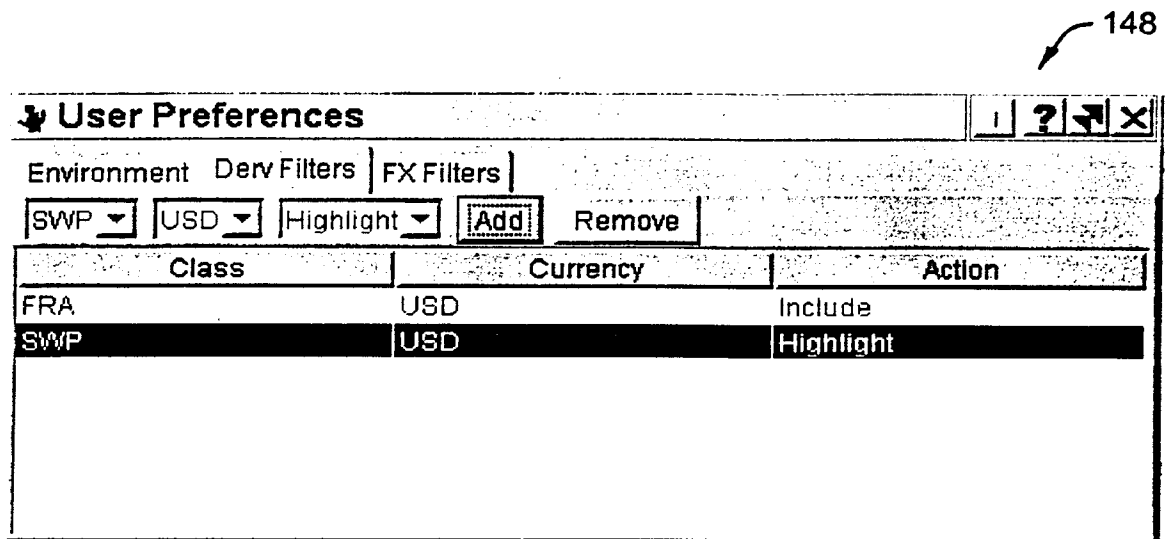 148
User Preferences
Environment Derv Filters FX Filters
SWP USD Highlight Add Remove
Class Currency Action
FRA USD Include
SWP USD Highlight